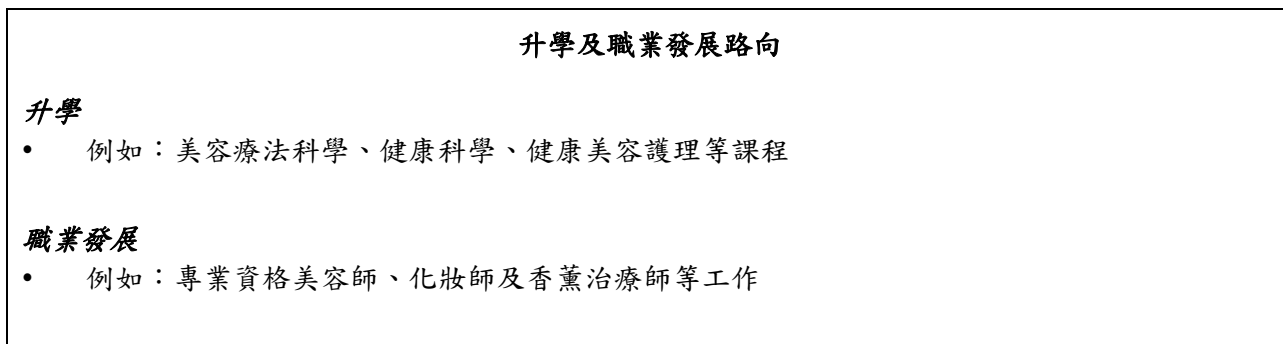 升學及職業發展路向
升學
• 例如：美容療法科學、健康科學、健康美容護理等課程
職業發展
• 例如：專業資格美容師、化妝師及香薰治療師等工作